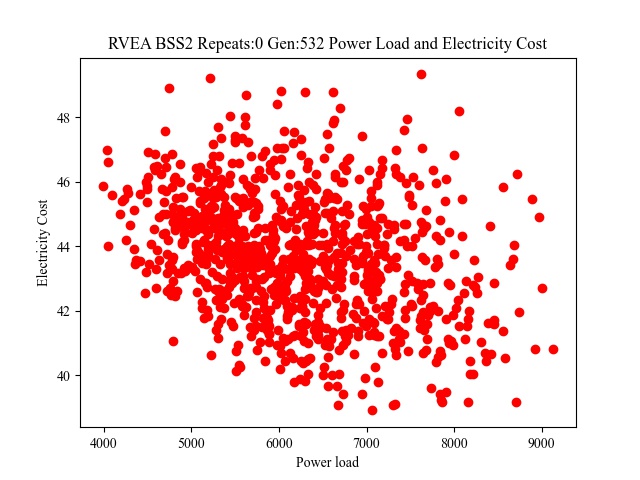 RVEA BSS2 Repeats:0 Gen:532 Power Load and Electricity Cost
48
46
44
42
40
Electricity Cost
4000 5000 6000 7000 8000 9000
Power load